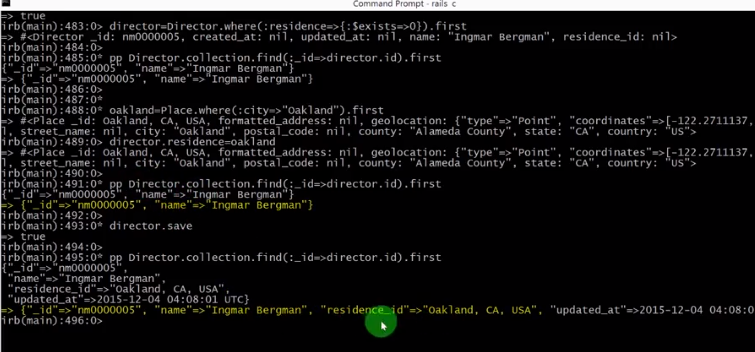 Command Prompt - rails c
=> true
irb(main):483:0> director=Director.where(:residence=>{:$exists=>0}).first
=> #<Director _id: nm0000005, created_at: nil, updated_at: nil, name: "Ingmar Bergman", residence_id: nil>
irb(main):484:0>
irb(main):485:0* pp Director.collection.find(:_id=>director.id).first
{"_id"=>"nm0000005", "name"=>"Ingmar Bergman"}
=> {"_id"=>"nm0000005", "name"=>"Ingmar Bergman"}
irb(main):486:0>
irb(main):487:0*
irb(main):488:0* oakland=Place.where(:city=>"Oakland").first
=> #<Place _id: Oakland, CA, USA, formatted_address: nil, geolocation: {"type"=>"Point", "coordinates"=>[-122.2711137,
l, street_name: nil, city: "Oakland", postal_code: nil, county: "Alameda County", state: "CA", country: "US">
irb(main):489:0> director.residence=oakland
=> #<Place _id: Oakland, CA, USA, formatted_address: nil, geolocation: {"type"=>"Point", "coordinates"=>[-122.2711137,
l, street_name: nil, city: "Oakland", postal_code: nil, county: "Alameda County", state: "CA", country: "US">
irb(main):490:0>
irb(main):491:0* pp Director.collection.find(:_id=>director.id).first
{"_id"=>"nm0000005", "name"=>"Ingmar Bergman"}
=> {"_id"=>"nm0000005", "name"=>"Ingmar Bergman"}
irb(main):492:0>
irb(main):493:0* director.save
=> true
irb(main):494:0>
irb(main):495:0* pp Director.collection.find(:_id=>director.id).first
{"_id"=>"nm0000005",
"name"=>"Ingmar Bergman",
"residence_id"=>"Oakland, CA, USA",
"updated_at"=>2015-12-04 04:08:01 UTC}
=> {"_id"=>"nm0000005", "name"=>"Ingmar Bergman", "residence_id"=>"Oakland, CA, USA", "updated_at"=>2015-12-04 04:08:0
irb(main):496:0>